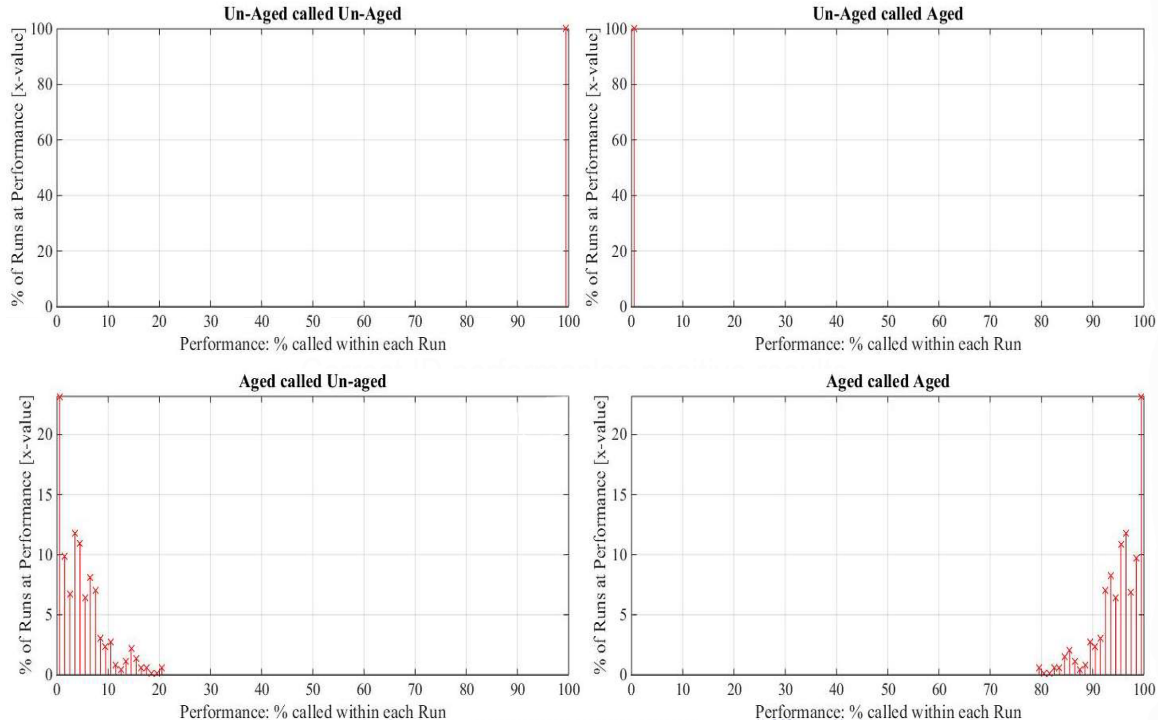 Un-Aged called Un-Aged
% of Runs at Performance [x-value]
100
80
60
40
20
0
0 10 20 30 40 50 60 70 80 90 100
Performance: % called within each Run
Un-Aged called Aged
% of Runs at Performance [x-value]
100
80
60
40
20
0
0 10 20 30 40 50 60 70 80 90 100
Performance: % called within each Run
Aged called Un-aged
% of Runs at Performance [x-value]
20
15
10
5
0
0 10 20 30 40 50 60 70 80 90 100
Performance: % called within each Run
Aged called Aged
% of Runs at Performance [x-value]
20
15
10
5
0
0 10 20 30 40 50 60 70 80 90 100
Performance: % called within each Run